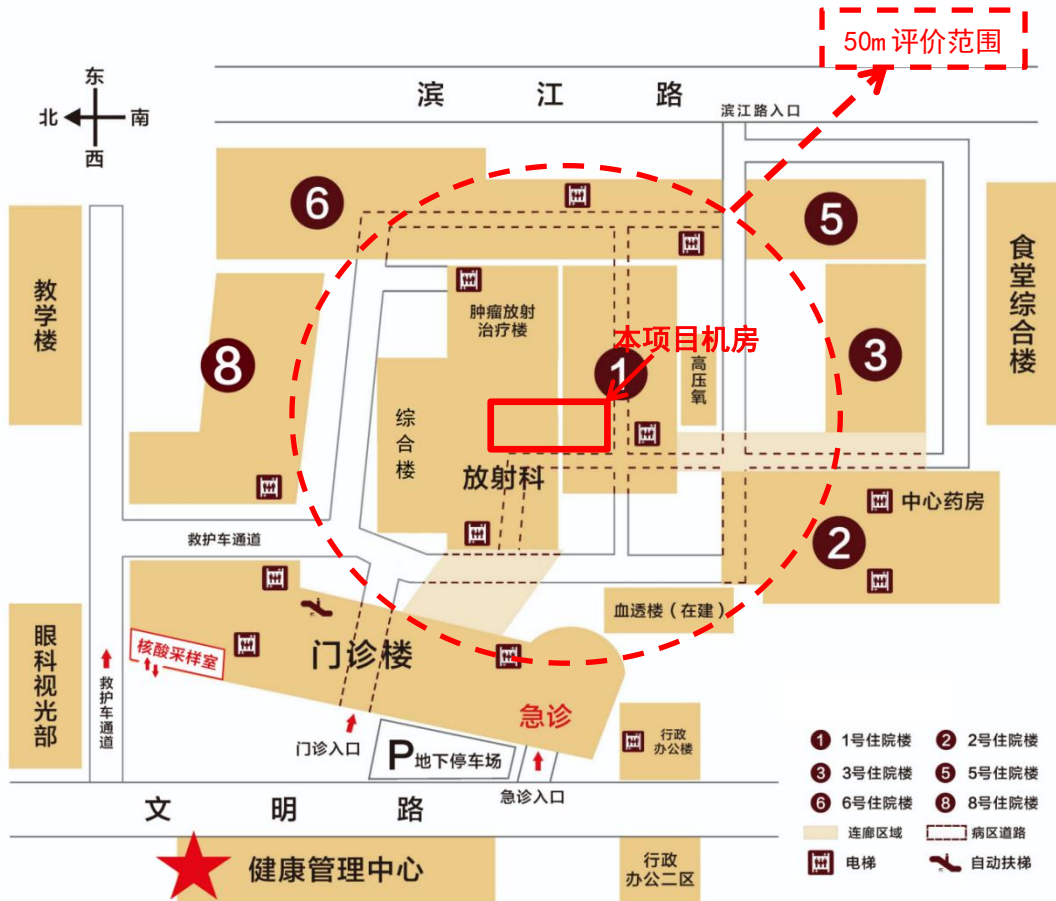 50m评价范围
东
北
南
西
滨江路
滨江路入口
6
5
教学楼
食堂综合楼
肿瘤放射
治疗楼
本项目机房
8
1
3
高压氧
综合楼
放射科
中心药房
2
救护车通道
血透楼（在建）
门诊楼
核酸采样室
眼科视光部
救护车通道
急诊
行政
办公楼
门诊入口
P地下停车场
急诊入口
文明路
健康管理中心
行政
办公二区
1 1号住院楼
2 2号住院楼
3 3号住院楼
5 5号住院楼
6 6号住院楼
8 8号住院楼
连廊区域
病区道路
电梯
自动扶梯